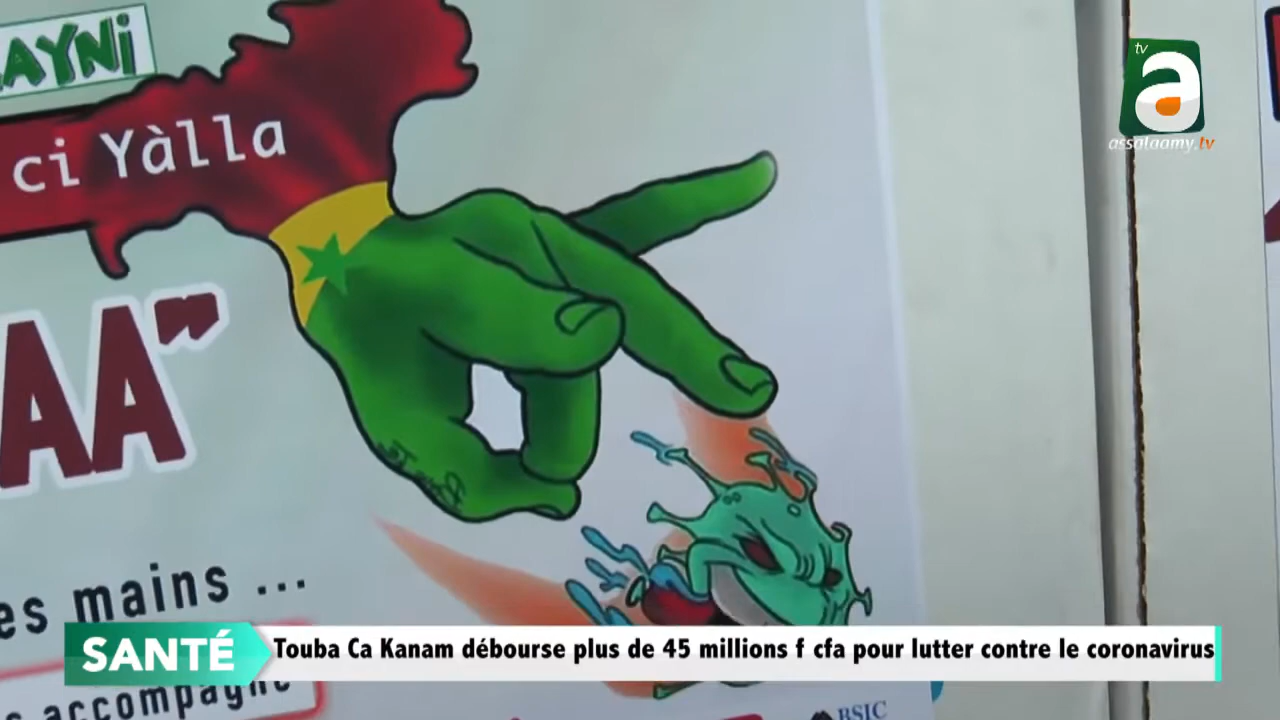 AYNi
tv
a
assalaamy.tv
ci Yàlla
AA"
es mains ...
SANTÉ
Touba Ca Kanam débourse plus de 45 millions f cfa pour lutter contre le coronavirus
accompagne
BSIC